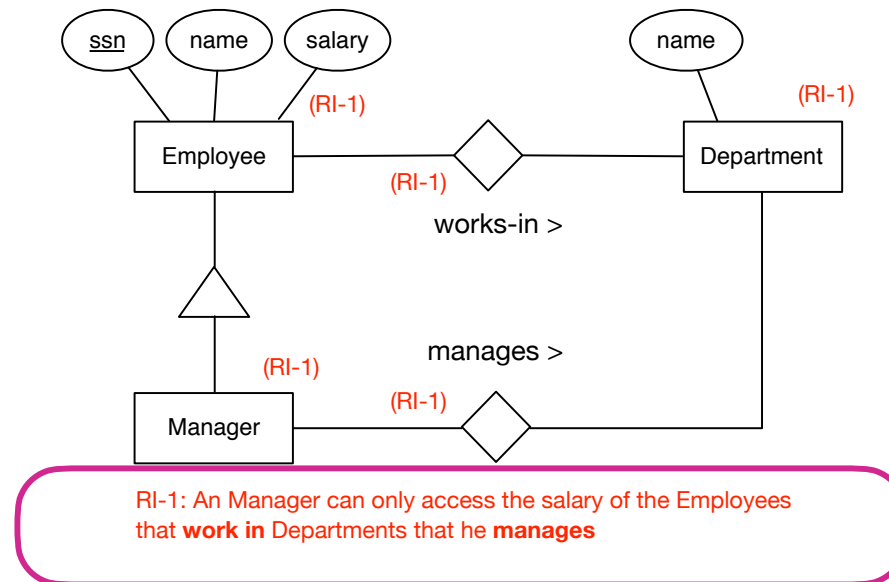 ssn name salary name
(RI-1) (RI-1)
Employee Department
(RI-1)
works-in >
manages >
(RI-1)
(RI-1)
Manager
RI-1: An Manager can only access the salary of the Employees
that work in Departments that he manages